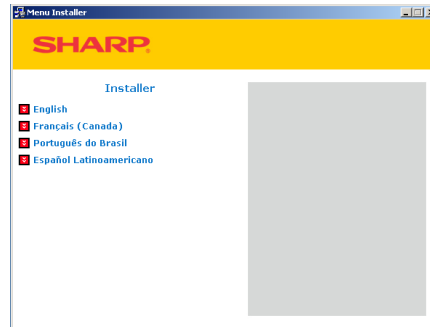 Menu Installer
SHARP®
Installer
English
Français (Canada)
Português do Brasil
Español Latinoamericano